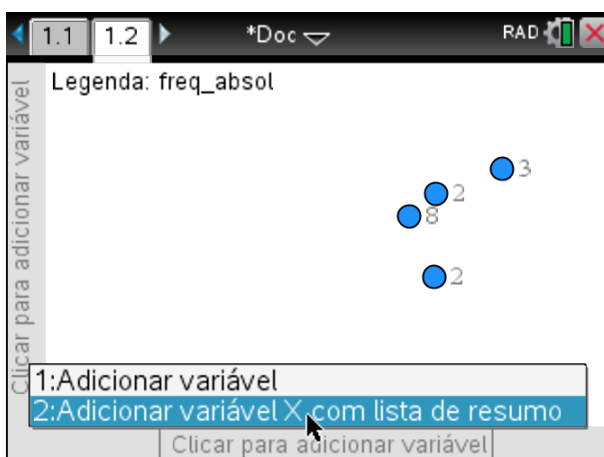 1.1 1.2 *Doc RAD
Legenda: freq_absol
Clicar para adicionar variável
3
2
8
2
1:Adicionar variável
2:Adicionar variável X com lista de resumo
Clicar para adicionar variável